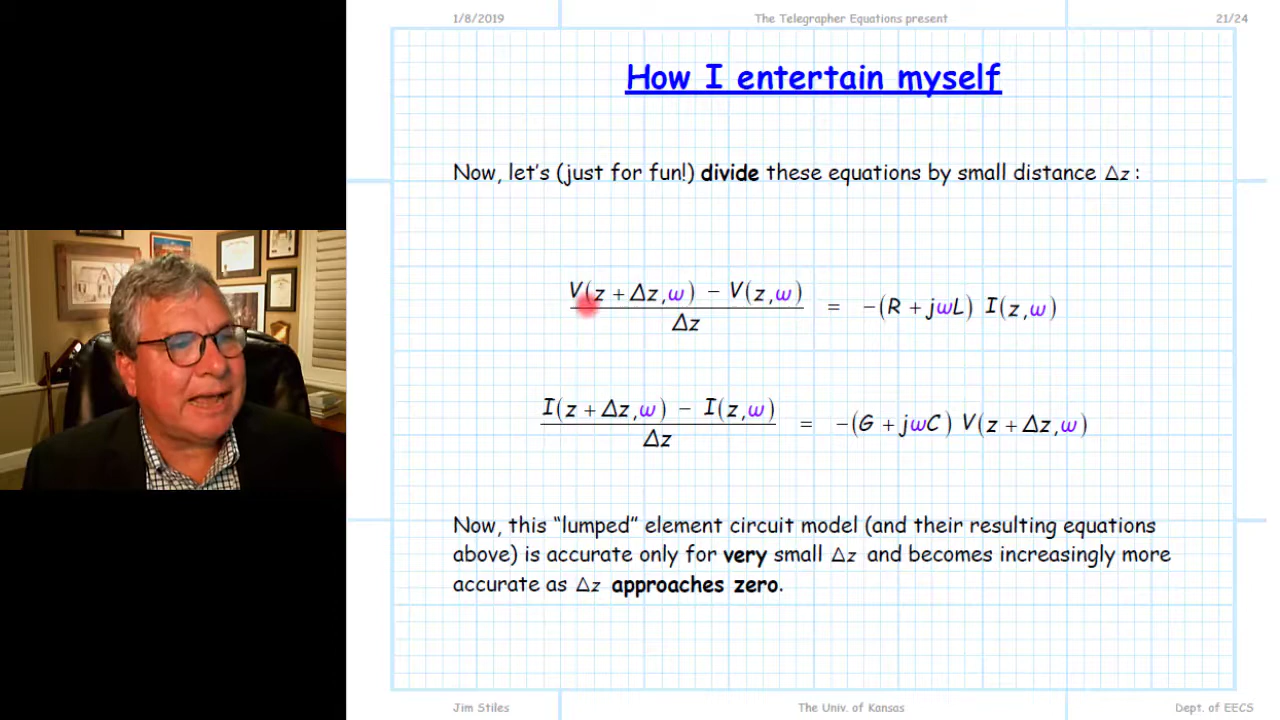 1/8/2019 The Telegrapher Equations present 21/24
How I entertain myself
Now, let's (just for fun!) divide these equations by small distance Δz:
V(z + Δz,ω) − V(z,ω)
Δz
= −(R + jωL) I(z,ω)
I(z + Δz,ω) − I(z,ω)
Δz
= −(G + jωC) V(z + Δz,ω)
Now, this “lumped” element circuit model (and their resulting equations
above) is accurate only for very small Δz and becomes increasingly more
accurate as Δz approaches zero.
Jim Stiles The Univ. of Kansas Dept. of EECS